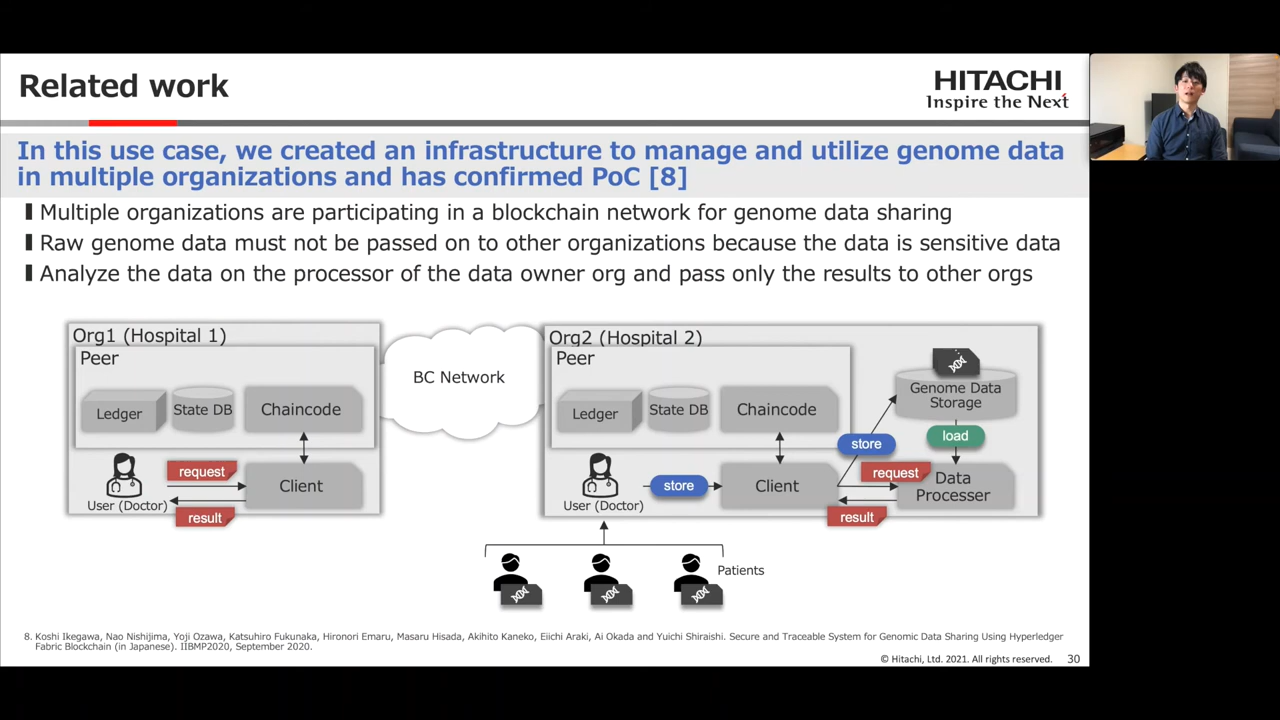 Related work
HITACHI
Inspire the Next
In this use case, we created an infrastructure to manage and utilize genome data
in multiple organizations and has confirmed PoC [8]
Multiple organizations are participating in a blockchain network for genome data sharing
Raw genome data must not be passed on to other organizations because the data is sensitive data
Analyze the data on the processor of the data owner org and pass only the results to other orgs
Org1 (Hospital 1)
Peer
Ledger
State DB
Chaincode
User (Doctor)
request
result
Client
BC Network
Org2 (Hospital 2)
Peer
Ledger
State DB
Chaincode
User (Doctor)
store
Client
store
Genome Data
Storage
load
request
result
Data
Processer
Patients
8. Koshi Ikegawa, Nao Nishijima, Yoji Ozawa, Katsuhiro Fukunaka, Hironori Emaru, Masaru Hisada, Akihito Kaneko, Eiichi Araki, Ai Okada and Yuichi Shiraishi. Secure and Traceable System for Genomic Data Sharing Using Hyperledger
Fabric Blockchain (in Japanese). IIBMP2020, September 2020.
© Hitachi, Ltd. 2021. All rights reserved.
30